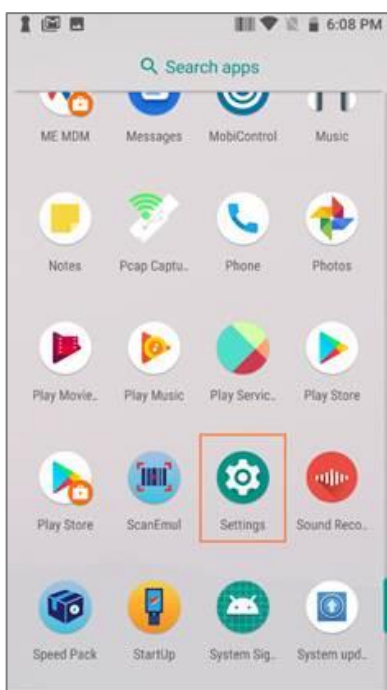 6:08 PM
Search apps
ME MDM Messages MobiControl Music
Notes Pcap Captu.. Phone Photos
Play Movie.. Play Music Play Servic.. Play Store
Play Store ScanEmul Settings Sound Reco..
Speed Pack StartUp System Sig.. System upd..